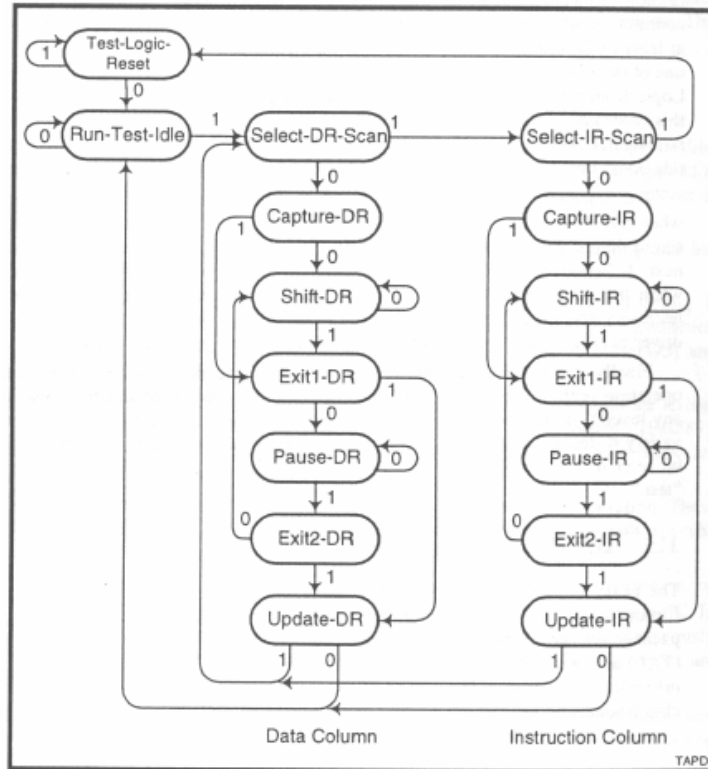 Test-Logic-
Reset
1
0
Run-Test-Idle
0
1
Select-DR-Scan
1
Select-IR-Scan
1
0
0
Capture-DR
1
Capture-IR
1
0
0
Shift-DR
0
Shift-IR
0
1
1
Exit1-DR
1
Exit1-IR
1
0
0
Pause-DR
0
Pause-IR
0
1
1
0
Exit2-DR
0
Exit2-IR
1
1
Update-DR
Update-IR
1
0
1
0
Data Column
Instruction Column
TAPD